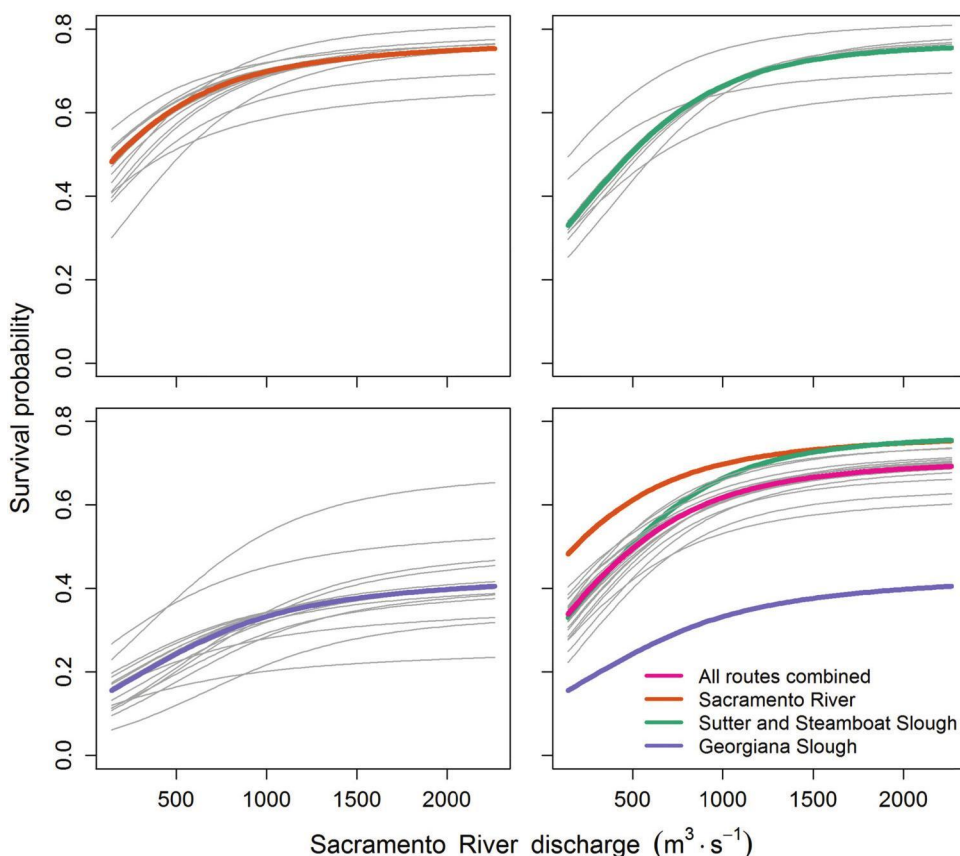 0.8
0.6
0.4
0.2
0.0
0.8
0.6
0.4
0.2
0.0
Survival probability
All routes combined
Sacramento River
Sutter and Steamboat Slough
Georgiana Slough
500 1000 1500 2000 500 1000 1500 2000
Sacramento River discharge (m³·s⁻¹)